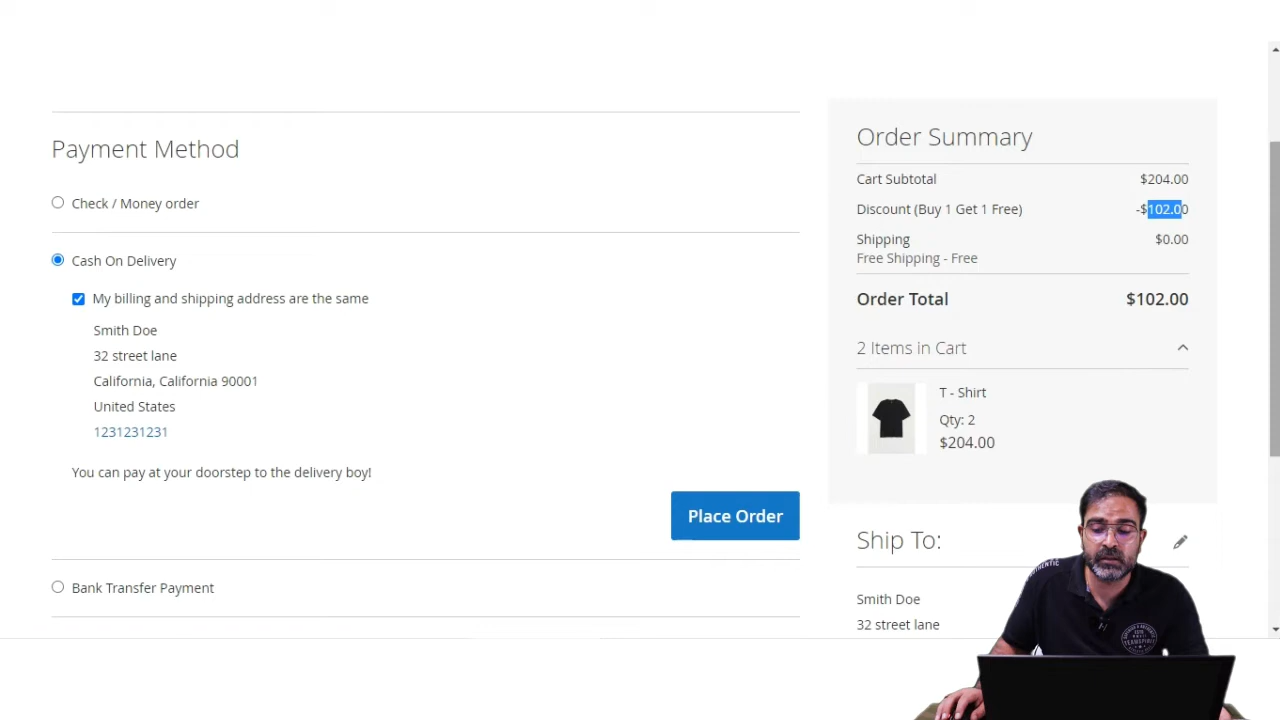 Payment Method
Check / Money order
Cash On Delivery
My billing and shipping address are the same
Smith Doe
32 street lane
California, California 90001
United States
1231231231
You can pay at your doorstep to the delivery boy!
Place Order
Bank Transfer Payment
Order Summary
Cart Subtotal $204.00
Discount (Buy 1 Get 1 Free) -$102.00
Shipping $0.00
Free Shipping - Free
Order Total $102.00
2 Items in Cart
T - Shirt
Qty: 2
$204.00
Ship To:
Smith Doe
32 street lane